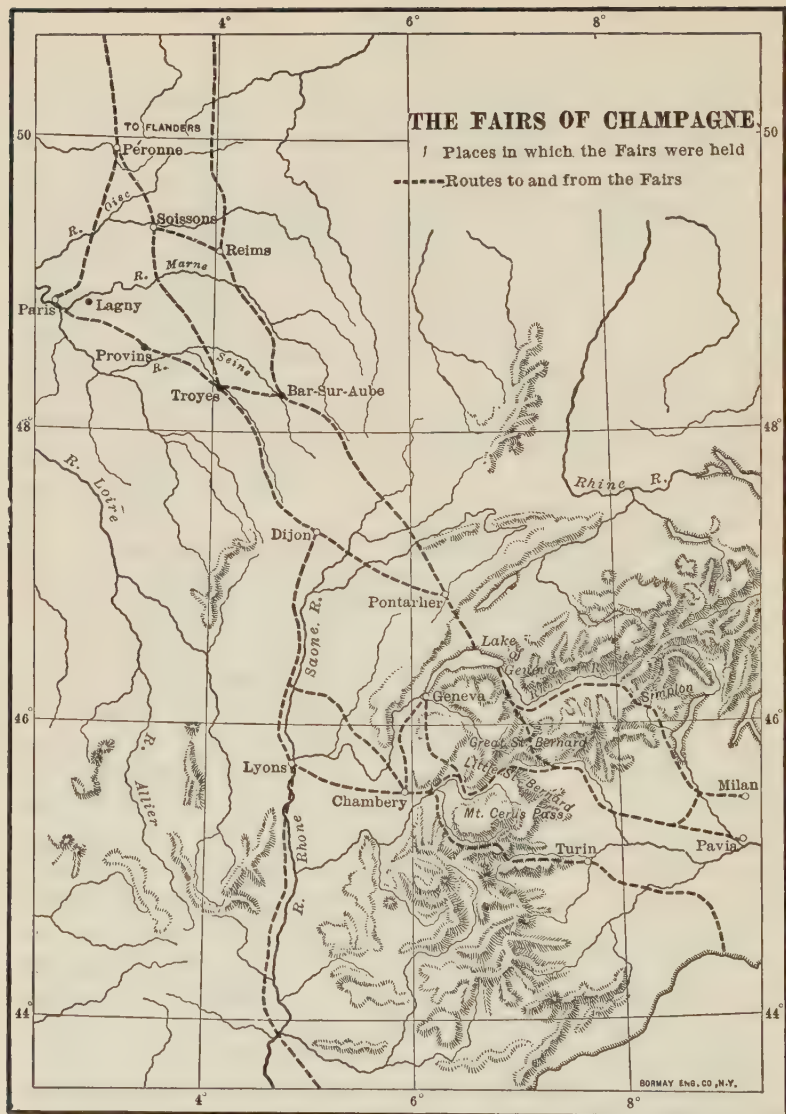 4° 6° 8°
THE FAIRS OF CHAMPAGNE.
Places in which the Fairs were held
Routes to and from the Fairs
50 50
TO FLANDERS
Péronne
R. Oise
Soissons
Reims
R. Marne
Paris
Lagny
Provins
R. Seine
Troyes
Bar-Sur-Aube
48° 48°
R. Loire
Rhine R.
Dijon
Pontarlier
Saone. R.
Lake
of
Geneva
R.
Geneva
Simplon
46° 46°
Great St. Bernard
Lyons
Little St. Bernard
Chambery
Milan
R. Allier
Mt. Cenis Pass
Pavia
Turin
Rhone R.
44° 44°
BORMAY ENG. CO., N.Y.
4° 6° 8°